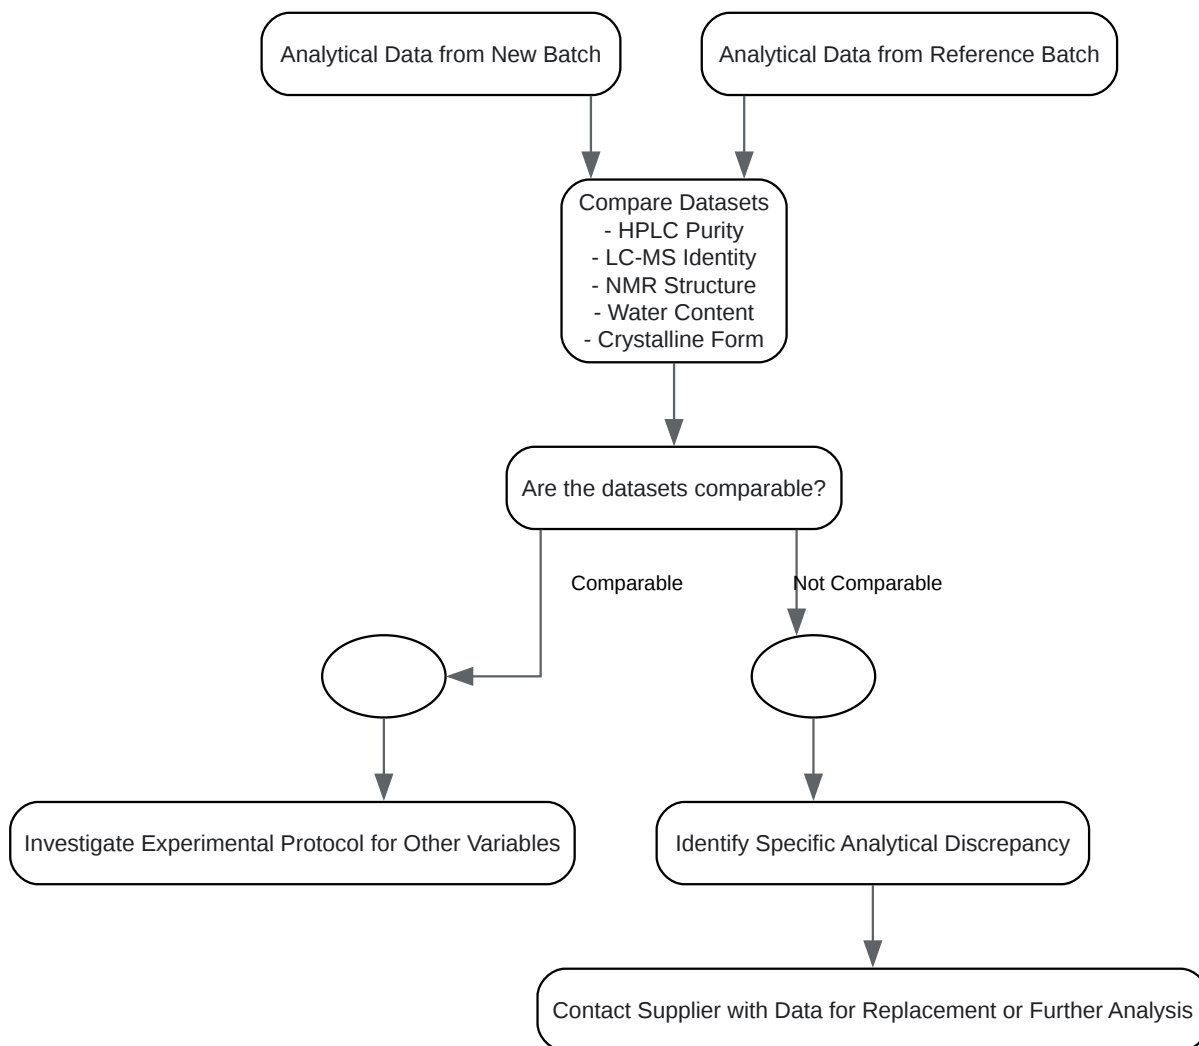 Analytical Data from New Batch
Analytical Data from Reference Batch
Compare Datasets
- HPLC Purity
- LC-MS Identity
- NMR Structure
- Water Content
- Crystalline Form
Are the datasets comparable?
Comparable
Not Comparable
Investigate Experimental Protocol for Other Variables
Identify Specific Analytical Discrepancy
Contact Supplier with Data for Replacement or Further Analysis